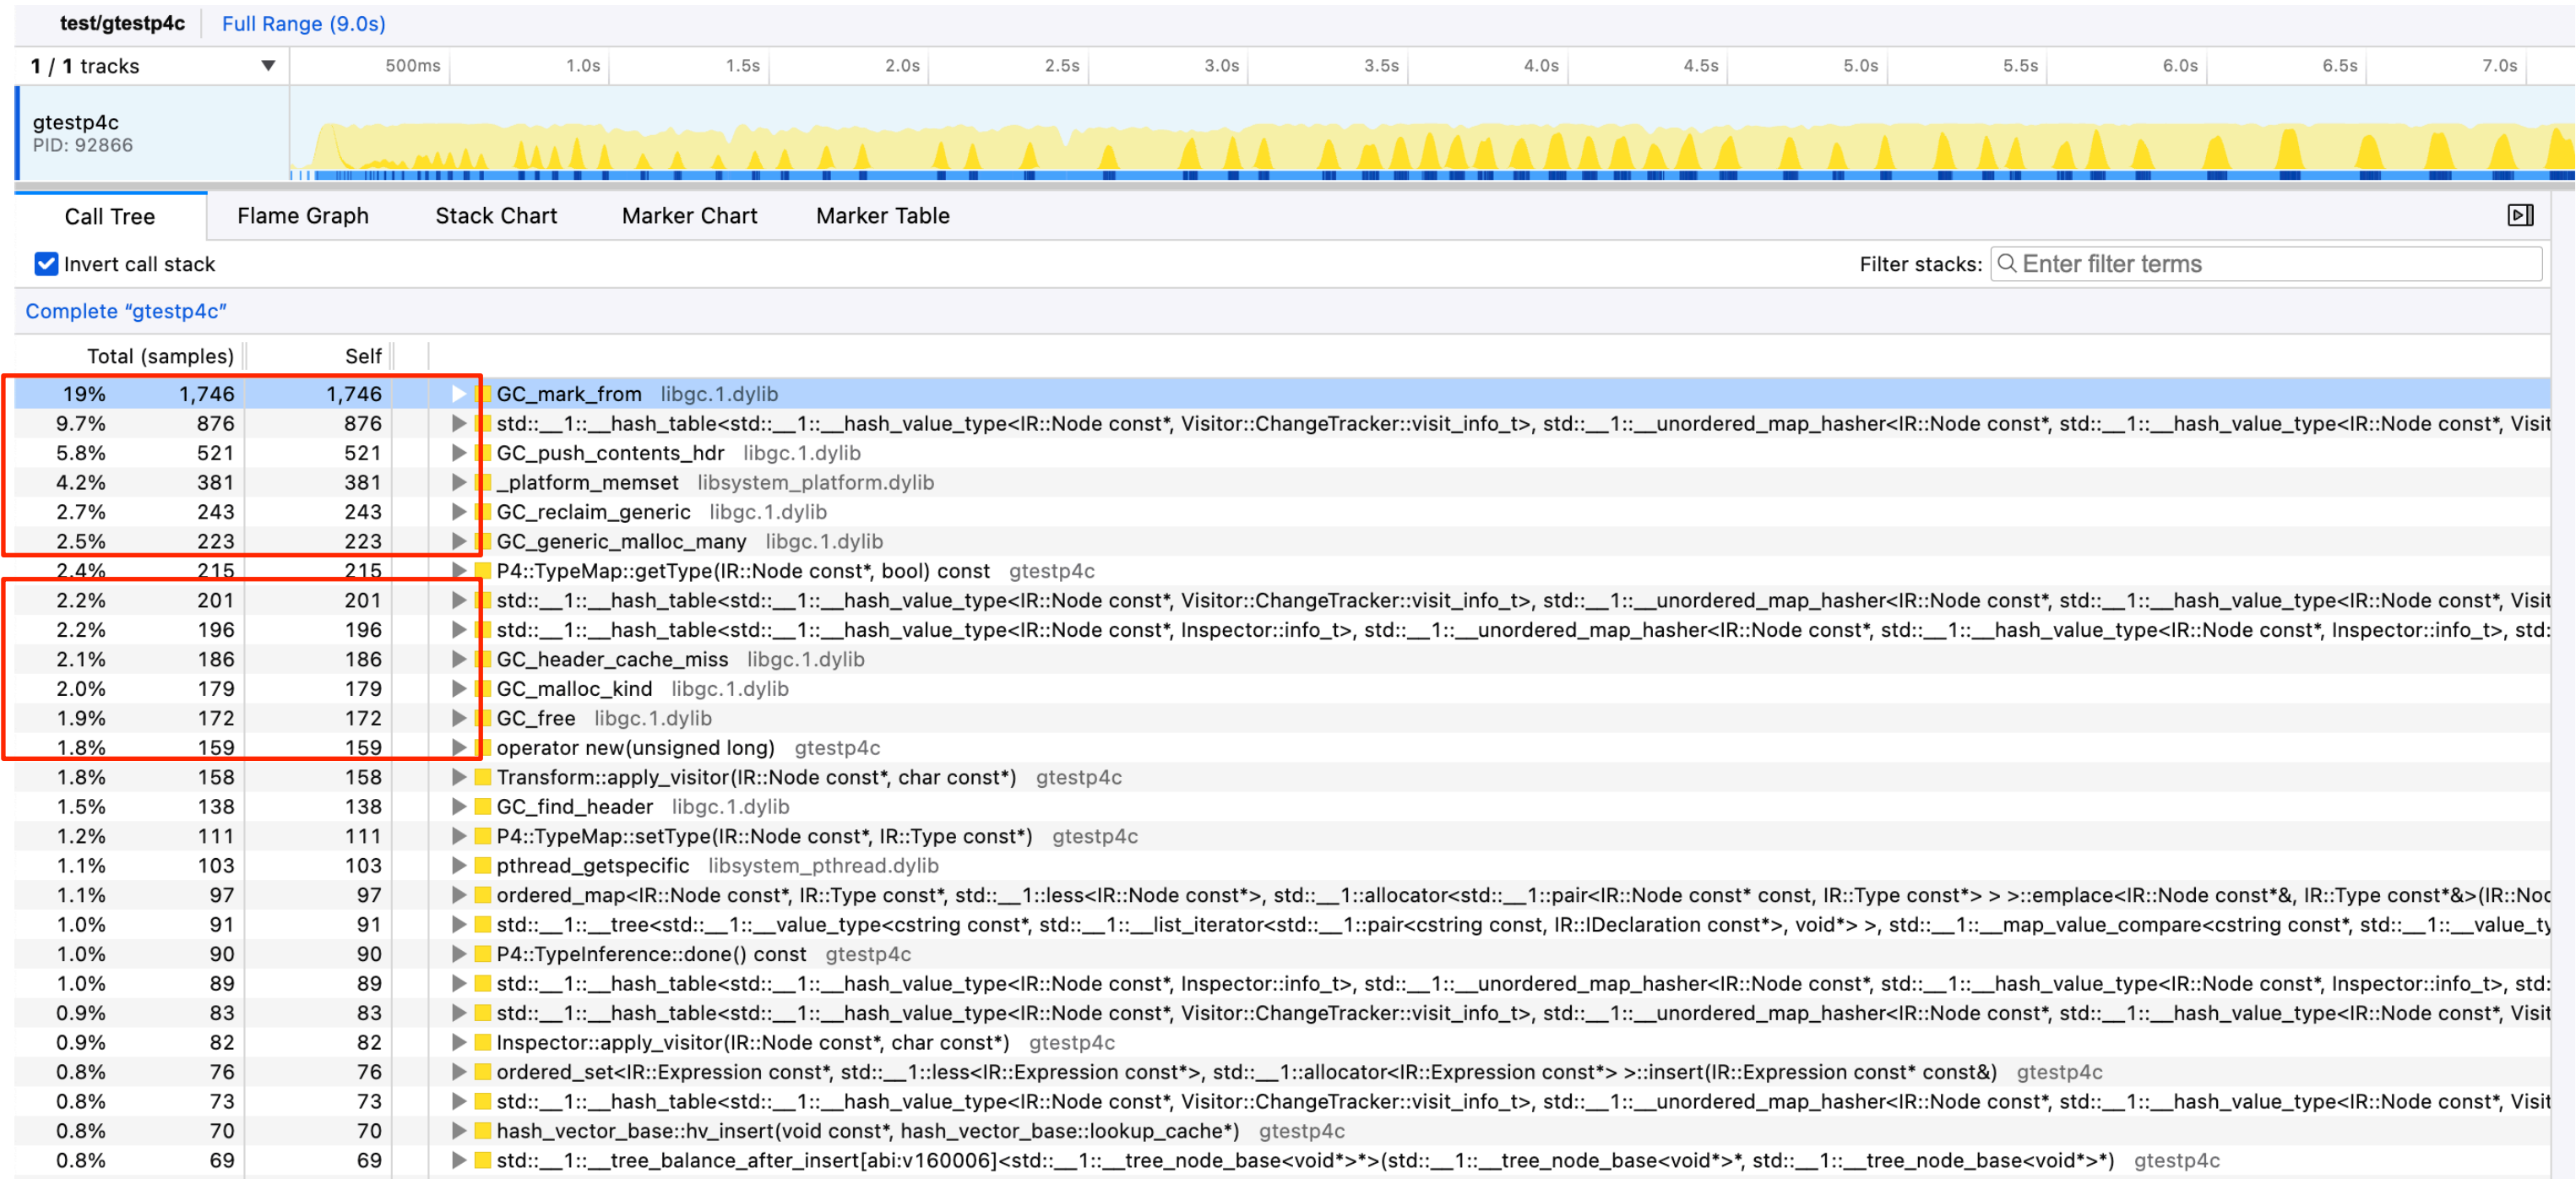 test/gtestp4c Full Range (9.0s)
1 / 1 tracks 500ms 1.0s 1.5s 2.0s 2.5s 3.0s 3.5s 4.0s 4.5s 5.0s 5.5s 6.0s 6.5s 7.0s
gtestp4c
PID: 92866
Call Tree Flame Graph Stack Chart Marker Chart Marker Table
Invert call stack Filter stacks: Enter filter terms
Complete “gtestp4c”
Total (samples) Self
19% 1,746 1,746 GC_mark_from libgc.1.dylib
9.7% 876 876 std::__1::__hash_table<std::__1::__hash_value_type<IR::Node const*, Visitor::ChangeTracker::visit_info_t>, std::__1::__unordered_map_hasher<IR::Node const*, std::__1::__hash_value_type<IR::Node const*, Visit
5.8% 521 521 GC_push_contents_hdr libgc.1.dylib
4.2% 381 381 _platform_memset libsystem_platform.dylib
2.7% 243 243 GC_reclaim_generic libgc.1.dylib
2.5% 223 223 GC_generic_malloc_many libgc.1.dylib
2.4% 215 215 P4::TypeMap::getType(IR::Node const*, bool) const gtestp4c
2.2% 201 201 std::__1::__hash_table<std::__1::__hash_value_type<IR::Node const*, Visitor::ChangeTracker::visit_info_t>, std::__1::__unordered_map_hasher<IR::Node const*, std::__1::__hash_value_type<IR::Node const*, Visit
2.2% 196 196 std::__1::__hash_table<std::__1::__hash_value_type<IR::Node const*, Inspector::info_t>, std::__1::__unordered_map_hasher<IR::Node const*, std::__1::__hash_value_type<IR::Node const*, Inspector::info_t>, std:
2.1% 186 186 GC_header_cache_miss libgc.1.dylib
2.0% 179 179 GC_malloc_kind libgc.1.dylib
1.9% 172 172 GC_free libgc.1.dylib
1.8% 159 159 operator new(unsigned long) gtestp4c
1.8% 158 158 Transform::apply_visitor(IR::Node const*, char const*) gtestp4c
1.5% 138 138 GC_find_header libgc.1.dylib
1.2% 111 111 P4::TypeMap::setType(IR::Node const*, IR::Type const*) gtestp4c
1.1% 103 103 pthread_getspecific libsystem_pthread.dylib
1.1% 97 97 ordered_map<IR::Node const*, IR::Type const*, std::__1::less<IR::Node const*>, std::__1::allocator<std::__1::pair<IR::Node const* const, IR::Type const*> > >::emplace<IR::Node const*&, IR::Type const*&>(IR::Noc
1.0% 91 91 std::__1::__tree<std::__1::__value_type<cstring const*, std::__1::__list_iterator<std::__1::pair<cstring const, IR::IDeclaration const*>, void*> >, std::__1::__map_value_compare<cstring const*, std::__1::__value_ty
1.0% 90 90 P4::TypeInference::done() const gtestp4c
1.0% 89 89 std::__1::__hash_table<std::__1::__hash_value_type<IR::Node const*, Inspector::info_t>, std::__1::__unordered_map_hasher<IR::Node const*, std::__1::__hash_value_type<IR::Node const*, Inspector::info_t>, std:
0.9% 83 83 std::__1::__hash_table<std::__1::__hash_value_type<IR::Node const*, Visitor::ChangeTracker::visit_info_t>, std::__1::__unordered_map_hasher<IR::Node const*, std::__1::__hash_value_type<IR::Node const*, Visit
0.9% 82 82 Inspector::apply_visitor(IR::Node const*, char const*) gtestp4c
0.8% 76 76 ordered_set<IR::Expression const*, std::__1::less<IR::Expression const*>, std::__1::allocator<IR::Expression const*> >::insert(IR::Expression const* const&) gtestp4c
0.8% 73 73 std::__1::__hash_table<std::__1::__hash_value_type<IR::Node const*, Visitor::ChangeTracker::visit_info_t>, std::__1::__unordered_map_hasher<IR::Node const*, std::__1::__hash_value_type<IR::Node const*, Visit
0.8% 70 70 hash_vector_base::hv_insert(void const*, hash_vector_base::lookup_cache*) gtestp4c
0.8% 69 69 std::__1::__tree_balance_after_insert[abi:v160006]<std::__1::__tree_node_base<void*>*>(std::__1::__tree_node_base<void*>*, std::__1::__tree_node_base<void*>*) gtestp4c